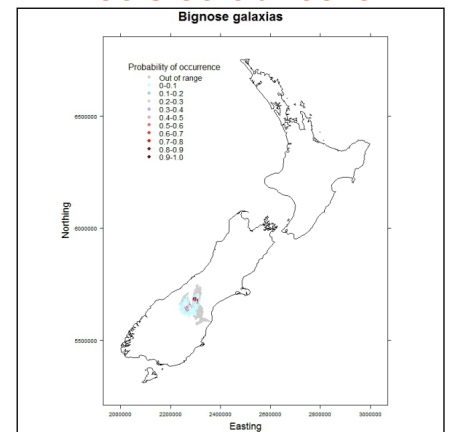 Bignose galaxias
Probability of occurrence
Out of range
0-0.1
0.1-0.2
0.2-0.3
0.3-0.4
0.4-0.5
0.5-0.6
0.6-0.7
0.7-0.8
0.8-0.9
0.9-1.0
6500000
6000000
5500000
Northing
2000000 2200000 2400000 2600000 2800000 3000000
Easting